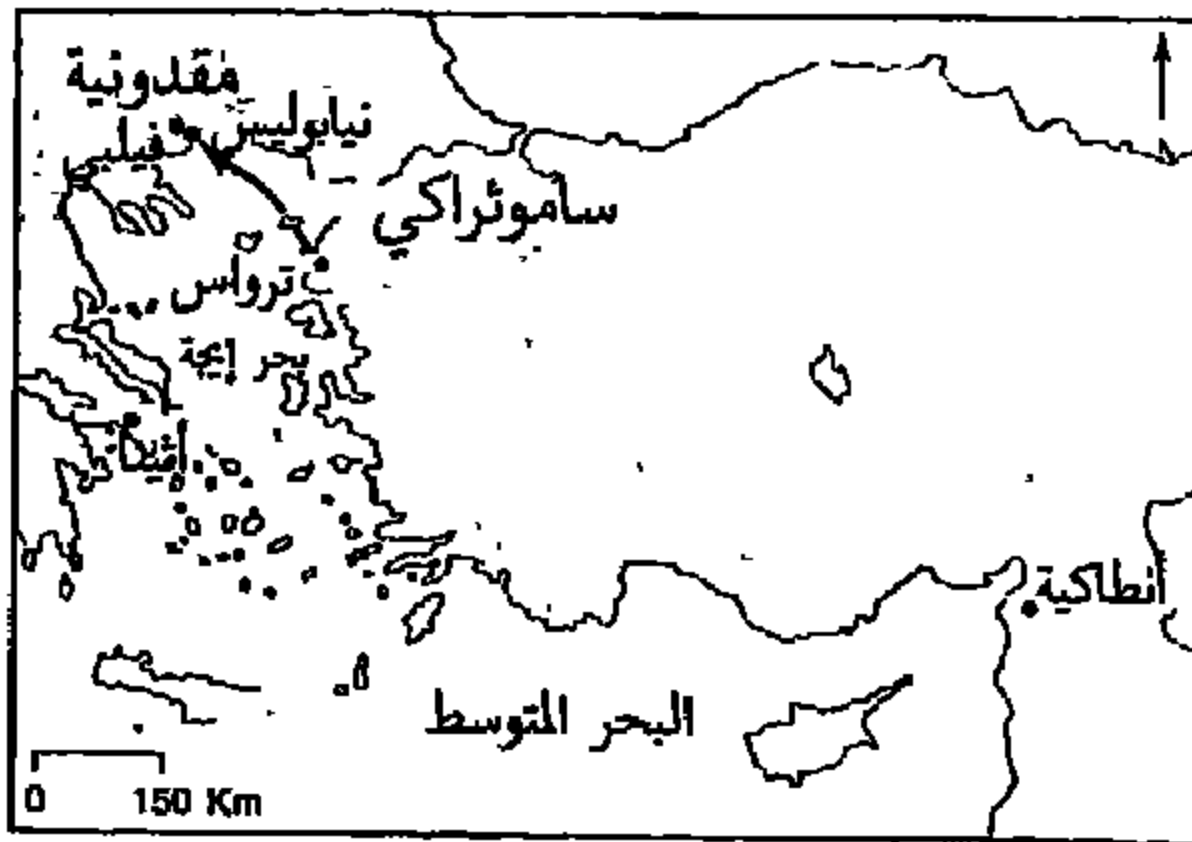 مقدونية
نيابوليس
فيلبي
ساموثراكي
ترواس
بحر إيجة
أثينا
أنطاكية
البحر المتوسط
0 150 Km